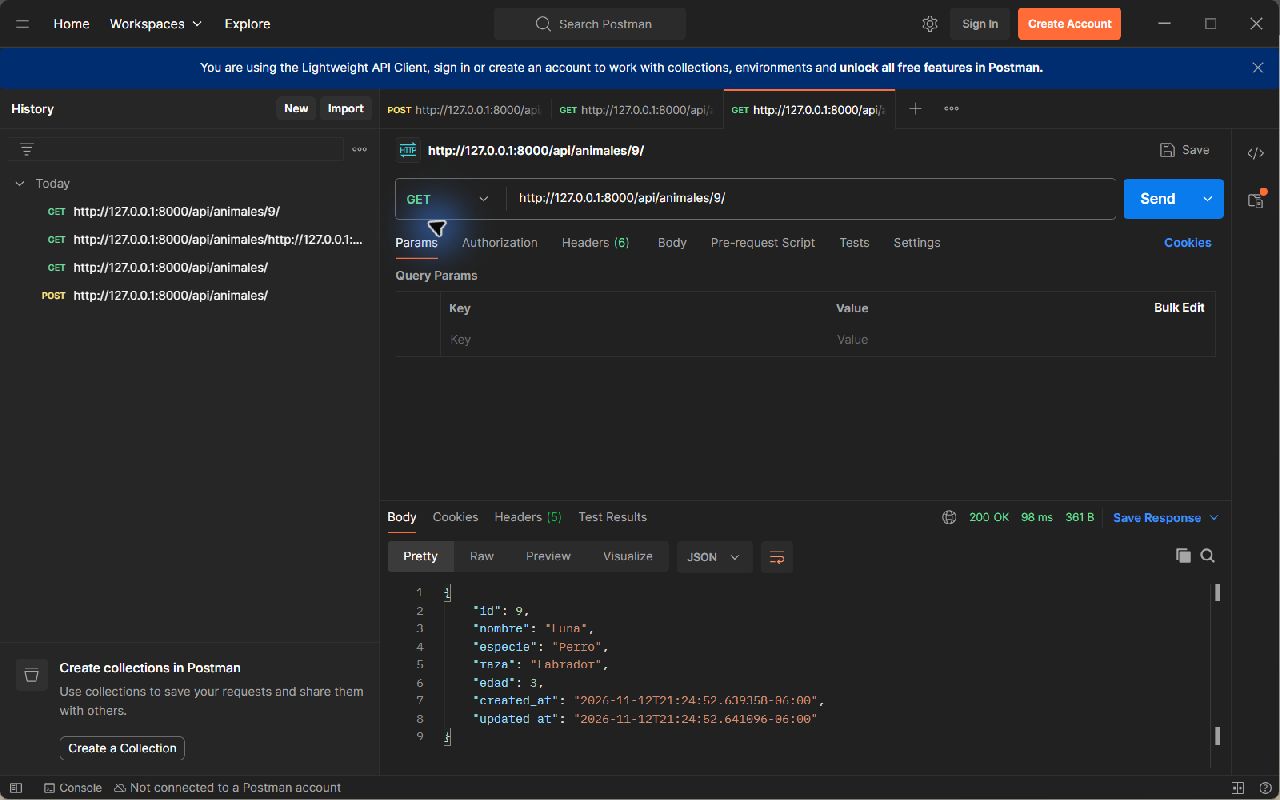 Home Workspaces Explore Search Postman Sign In Create Account
You are using the Lightweight API Client, sign in or create an account to work with collections, environments and unlock all free features in Postman.
History New Import
POST http://127.0.0.1:8000/api GET http://127.0.0.1:8000/api/ GET http://127.0.0.1:8000/api/
HTTP http://127.0.0.1:8000/api/animales/9/ Save
Today
GET http://127.0.0.1:8000/api/animales/9/
GET http://127.0.0.1:8000/api/animales/http://127.0.0.1:...
GET http://127.0.0.1:8000/api/animales/
POST http://127.0.0.1:8000/api/animales/
GET http://127.0.0.1:8000/api/animales/9/ Send
Params Authorization Headers (6) Body Pre-request Script Tests Settings Cookies
Query Params
Key Value Bulk Edit
Key Value
Body Cookies Headers (5) Test Results 200 OK 98 ms 361 B Save Response
Pretty Raw Preview Visualize JSON
1 {
2 "id": 9,
3 "nombre": "Luna",
4 "especie": "Perro",
5 "raza": "Labrador",
6 "edad": 3,
7 "created_at": "2026-11-12T21:24:52.639358-06:00",
8 "updated_at": "2026-11-12T21:24:52.641096-06:00"
9 }
Create collections in Postman
Use collections to save your requests and share them
with others.
Create a Collection
Console Not connected to a Postman account